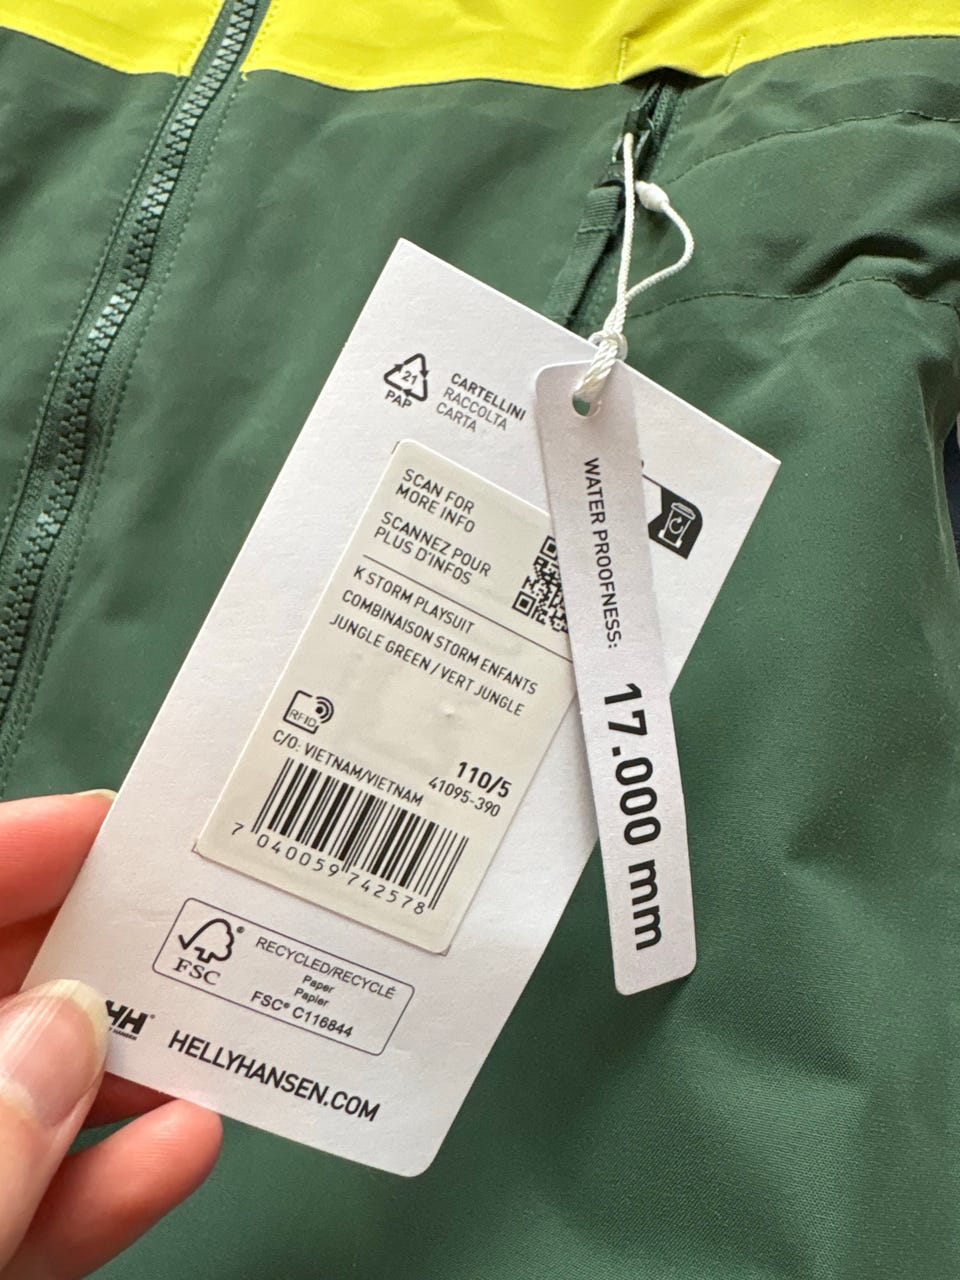 21
PAP
CARTELLINI
RACCOLTA
CARTA
SCAN FOR
MORE INFO
SCANNEZ POUR
PLUS D'INFOS
K STORM PLAYSUIT
COMBINAISON STORM ENFANTS
JUNGLE GREEN / VERT JUNGLE
RFID
C/O: VIETNAM/VIETNAM
110/5
41095-390
7 040059 742578
FSC®
RECYCLED/RECYCLÉ
Paper
Papier
FSC® C116844
HH®
HELLYHANSEN.COM
WATER PROOFNESS:
17.000 mm